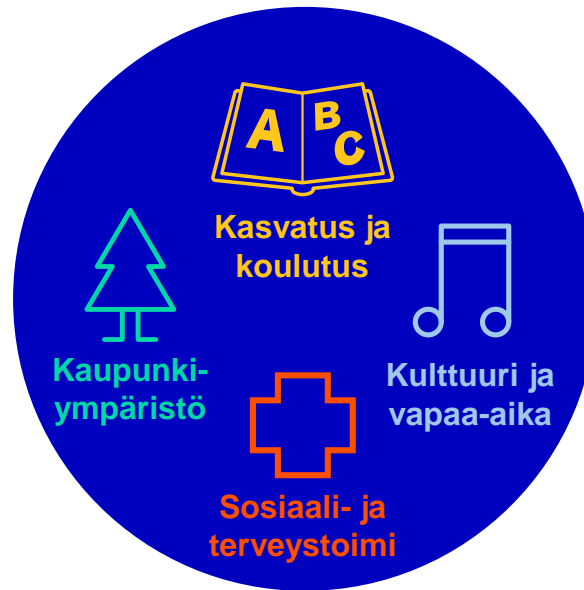 A B
C
Kasvatus ja
koulutus
Kaupunki-
ympäristö
Kulttuuri ja
vapaa-aika
Sosiaali- ja
terveystoimi